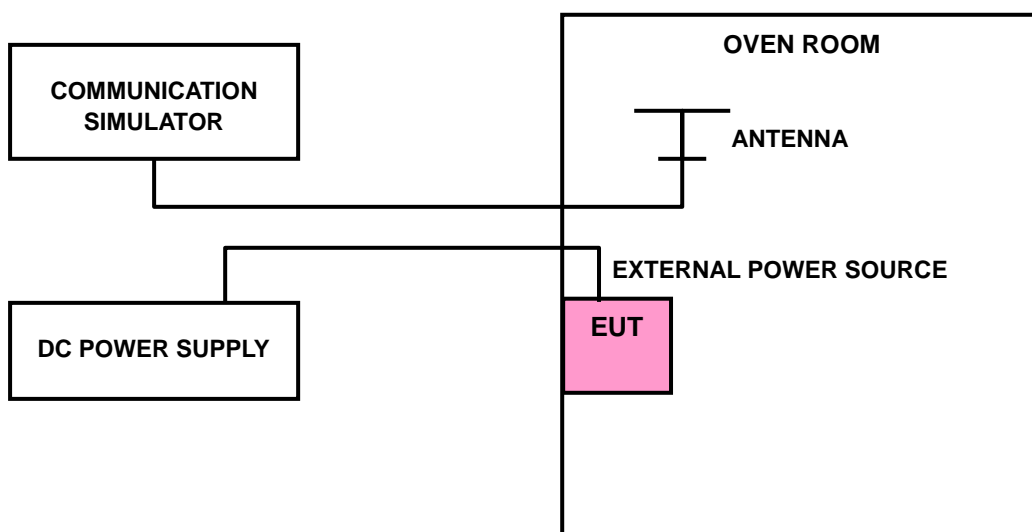 OVEN ROOM
COMMUNICATION
SIMULATOR
ANTENNA
EXTERNAL POWER SOURCE
EUT
DC POWER SUPPLY